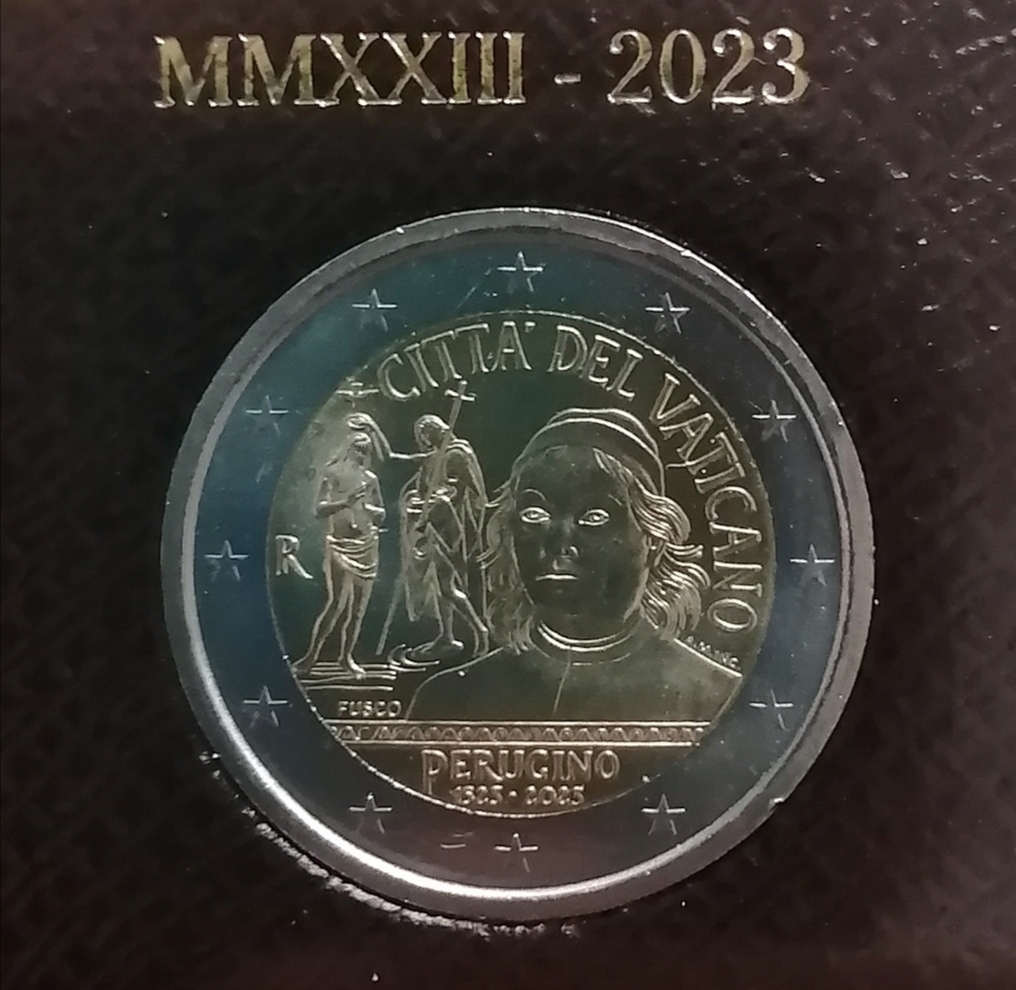 MMXXIII - 2023
CITTA' DEL VATICANO
R
FUSCO
PERUGINO
1523 • 2023